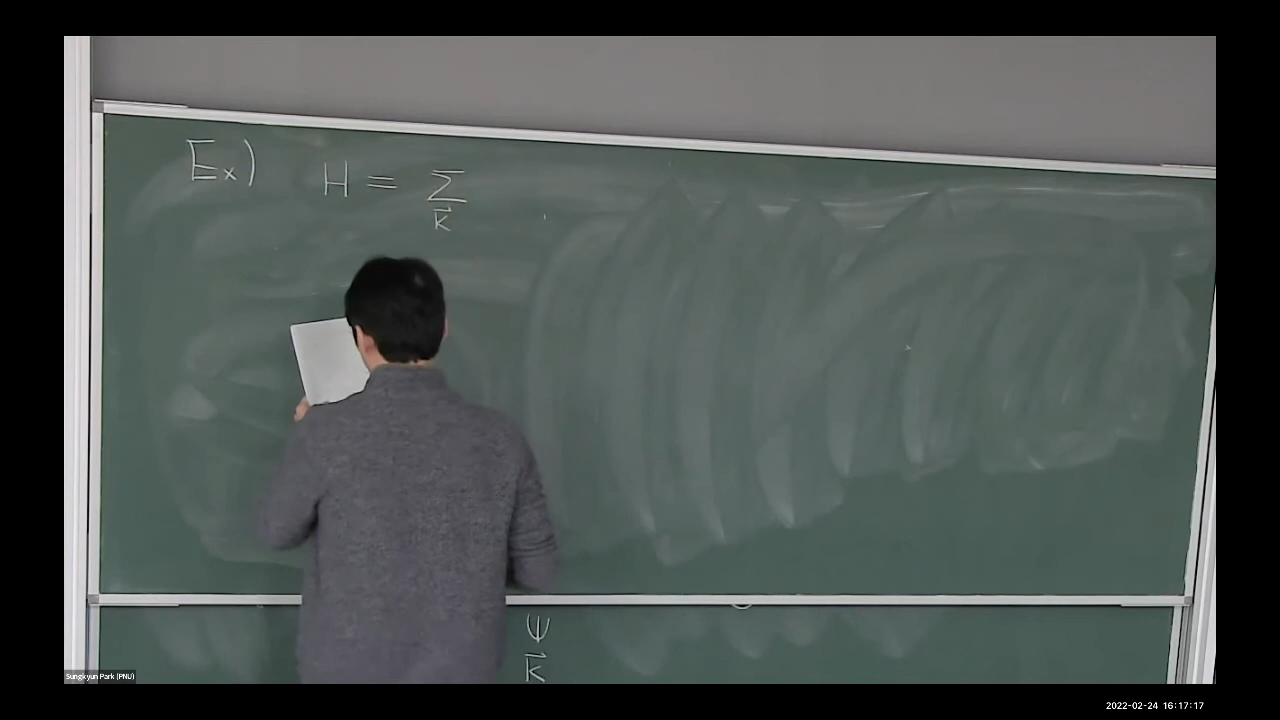 Ex) H = Σ
k⃗
Ψ
k⃗
Sungkyun Park (PNU)
2022-02-24 16:17:17